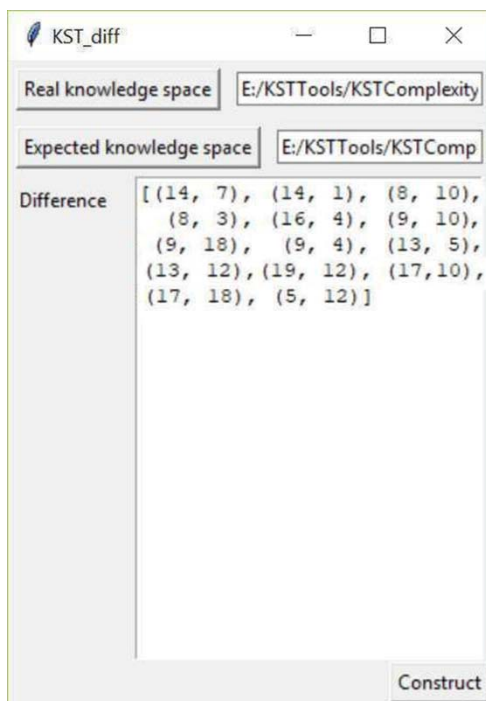 KST_diff
Real knowledge space E:/KSTTools/KSTComplexity
Expected knowledge space E:/KSTTools/KSTComp
Difference
[(14, 7), (14, 1), (8, 10),
(8, 3), (16, 4), (9, 10),
(9, 18), (9, 4), (13, 5),
(13, 12),(19, 12), (17,10),
(17, 18), (5, 12)]
Construct